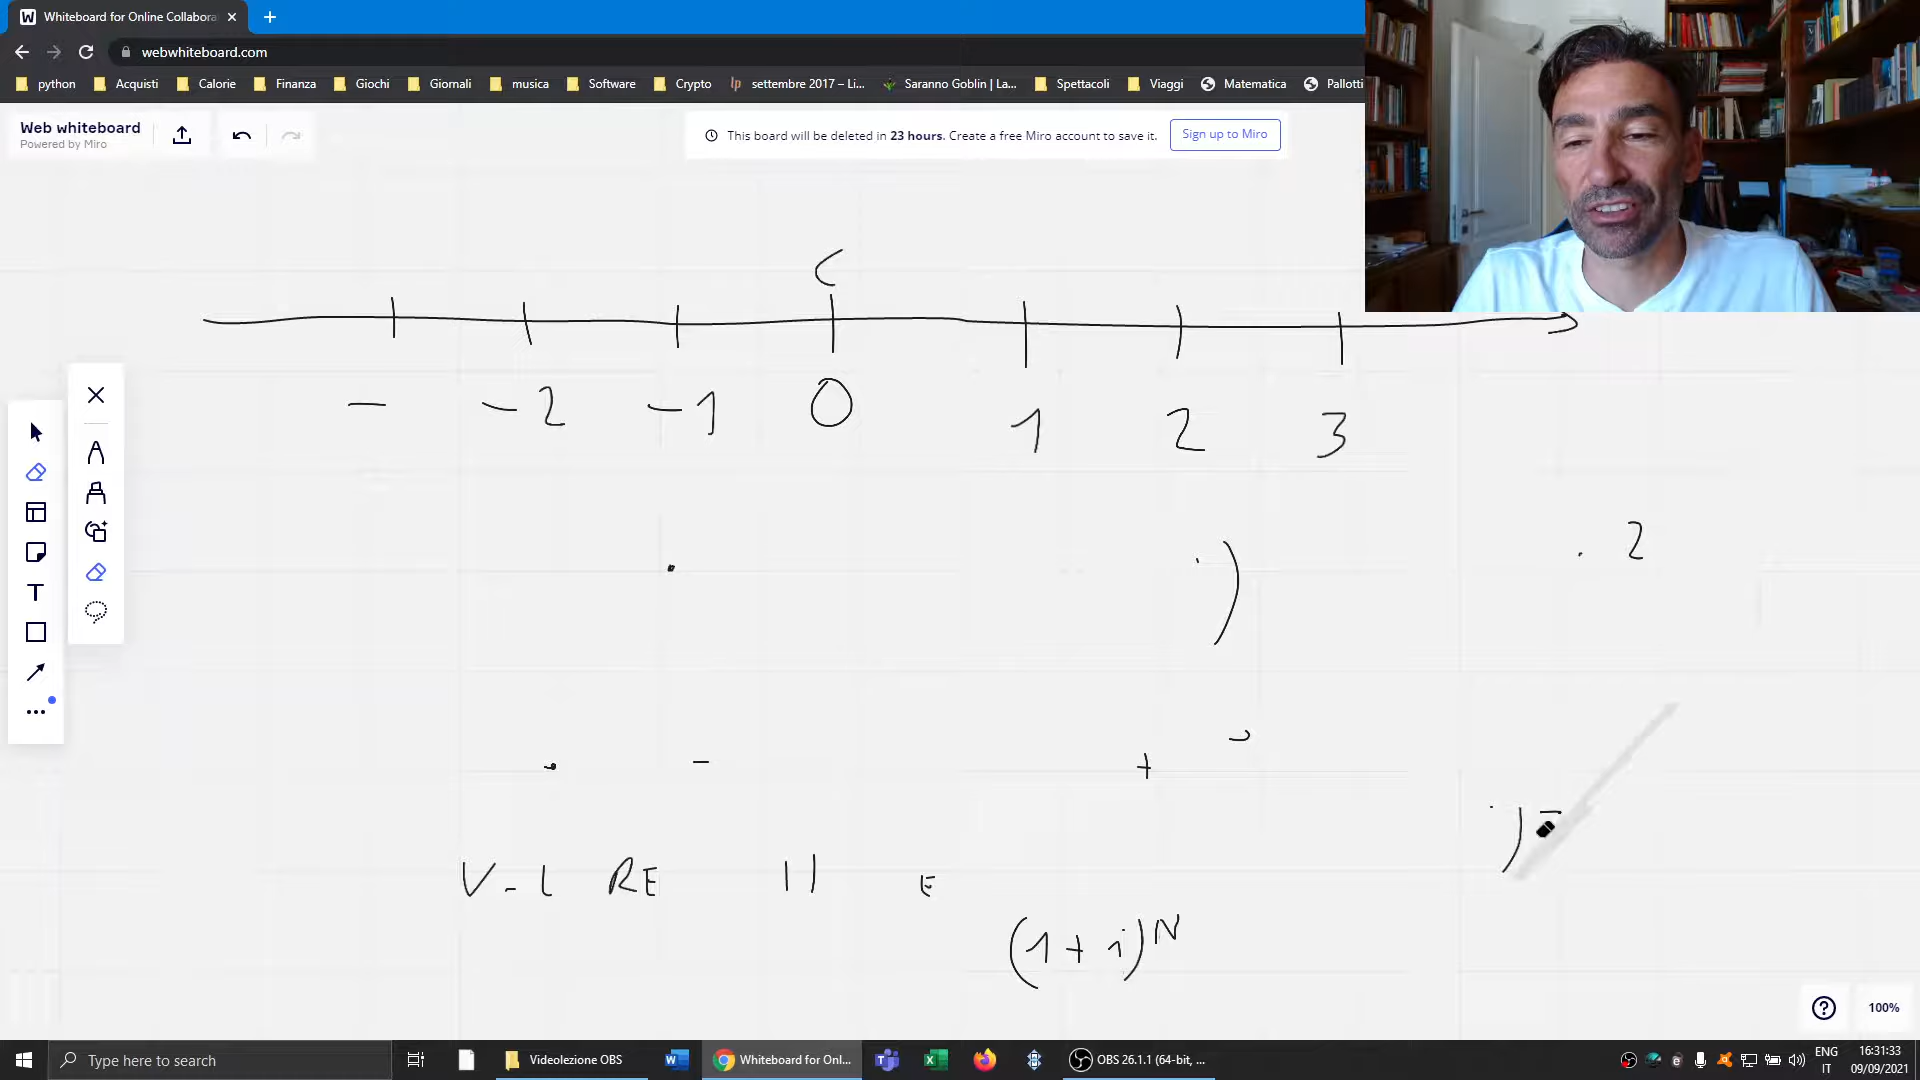 Whiteboard for Online Collabora
webwhiteboard.com
python Acquisti Calorie Finanza Giochi Giornali musica Software Crypto lp settembre 2017 – Li... Saranno Goblin | La... Spettacoli Viaggi Matematica Pallotti
Web whiteboard
Powered by Miro
This board will be deleted in 23 hours. Create a free Miro account to save it. Sign up to Miro
C
- -2 -1 0 1 2 3
. . ) . 2
- - +
) -
V - L RE E
(1 + i)^N
100%
Type here to search
Videolezione OBS
Whiteboard for Onl...
OBS 26.1.1 (64-bit, ...
ENG
IT
16:31:33
09/09/2021